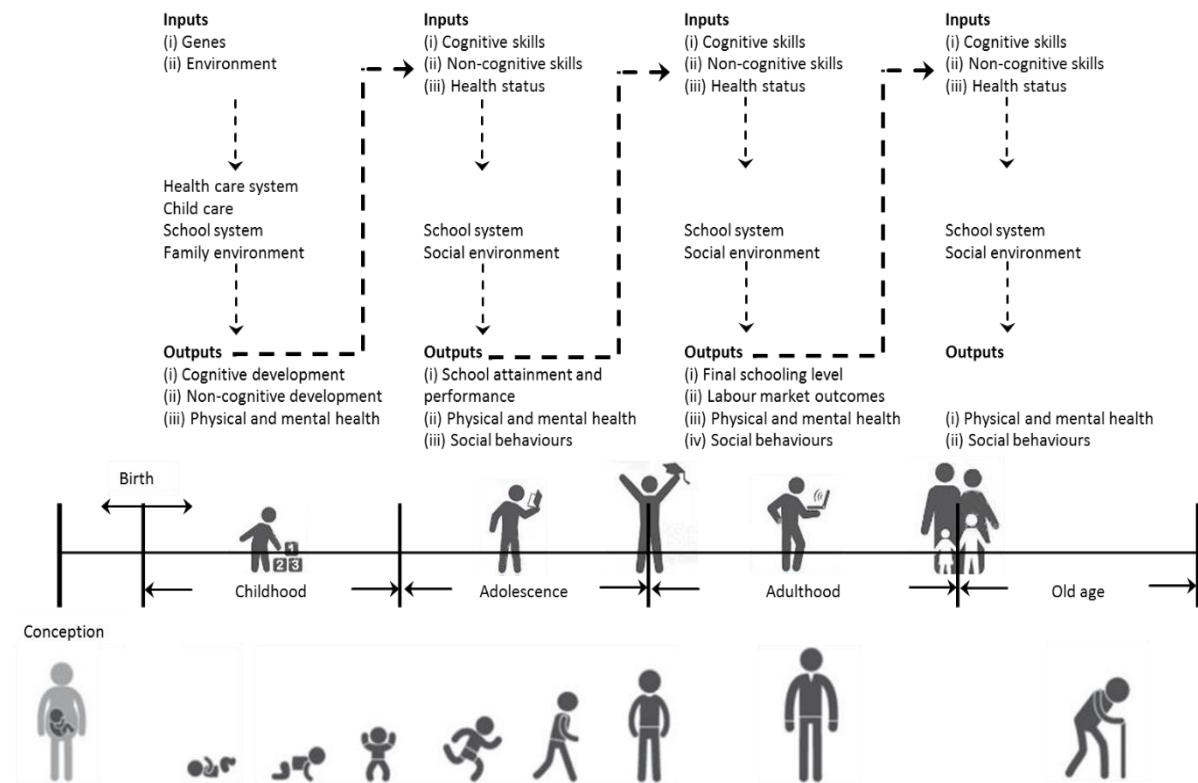 Inputs
(i) Genes
(ii) Environment
Health care system
Child care
School system
Family environment
Outputs
(i) Cognitive development
(ii) Non-cognitive development
(iii) Physical and mental health
Inputs
(i) Cognitive skills
(ii) Non-cognitive skills
(iii) Health status
School system
Social environment
Outputs
(i) School attainment and
performance
(ii) Physical and mental health
(iii) Social behaviours
Inputs
(i) Cognitive skills
(ii) Non-cognitive skills
(iii) Health status
School system
Social environment
Outputs
(i) Final schooling level
(ii) Labour market outcomes
(iii) Physical and mental health
(iv) Social behaviours
Inputs
(i) Cognitive skills
(ii) Non-cognitive skills
(iii) Health status
School system
Social environment
Outputs
(i) Physical and mental health
(ii) Social behaviours
Birth
1
2 3
Childhood
Adolescence
Adulthood
Old age
Conception